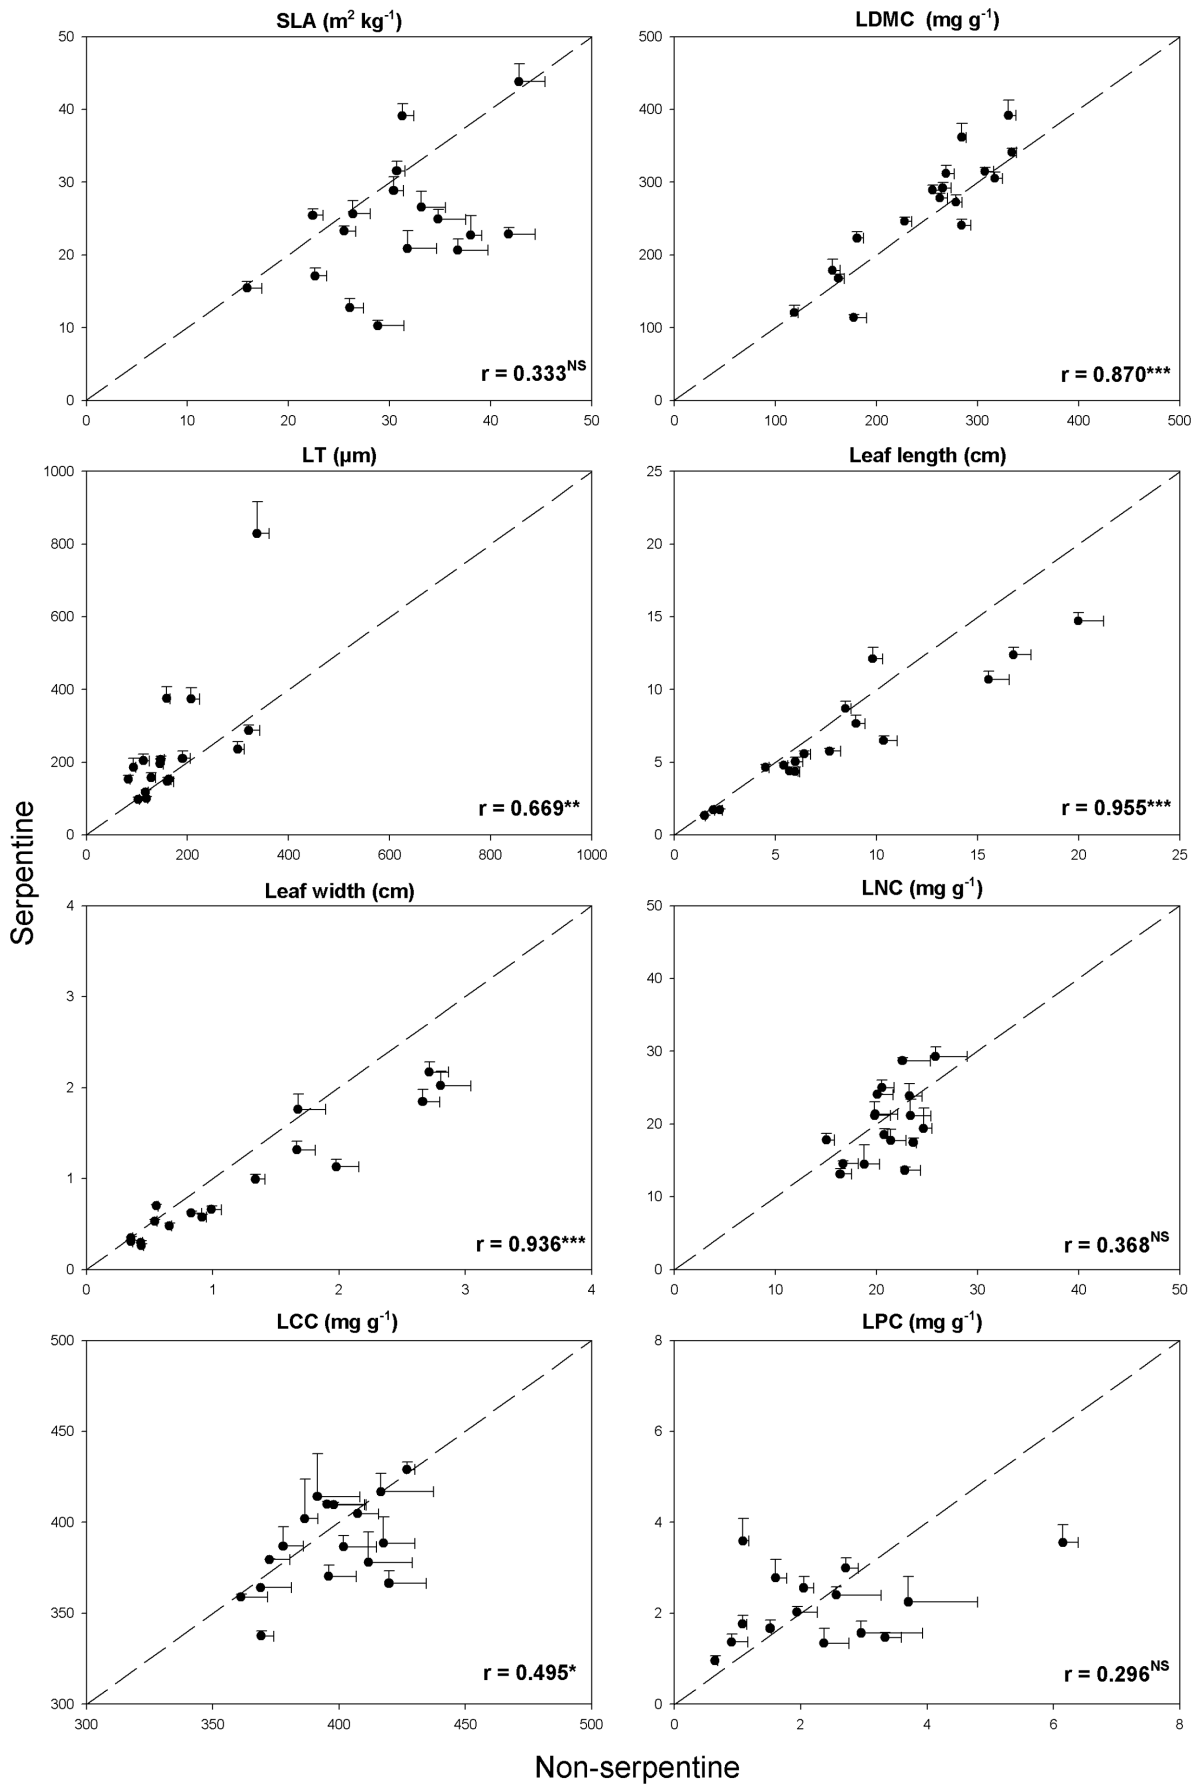 SLA (m² kg⁻¹)
50
40
30
20
10
0
0 10 20 30 40 50
r = 0.333ᴺˢ
LDMC (mg g⁻¹)
500
400
300
200
100
0
0 100 200 300 400 500
r = 0.870***
LT (µm)
1000
800
600
400
200
0
0 200 400 600 800 1000
r = 0.669**
Leaf length (cm)
25
20
15
10
5
0
0 5 10 15 20 25
r = 0.955***
Serpentine
Leaf width (cm)
4
3
2
1
0
0 1 2 3 4
r = 0.936***
LNC (mg g⁻¹)
50
40
30
20
10
0
0 10 20 30 40 50
r = 0.368ᴺˢ
LCC (mg g⁻¹)
500
450
400
350
300
300 350 400 450 500
r = 0.495*
LPC (mg g⁻¹)
8
6
4
2
0
0 2 4 6 8
r = 0.296ᴺˢ
Non-serpentine